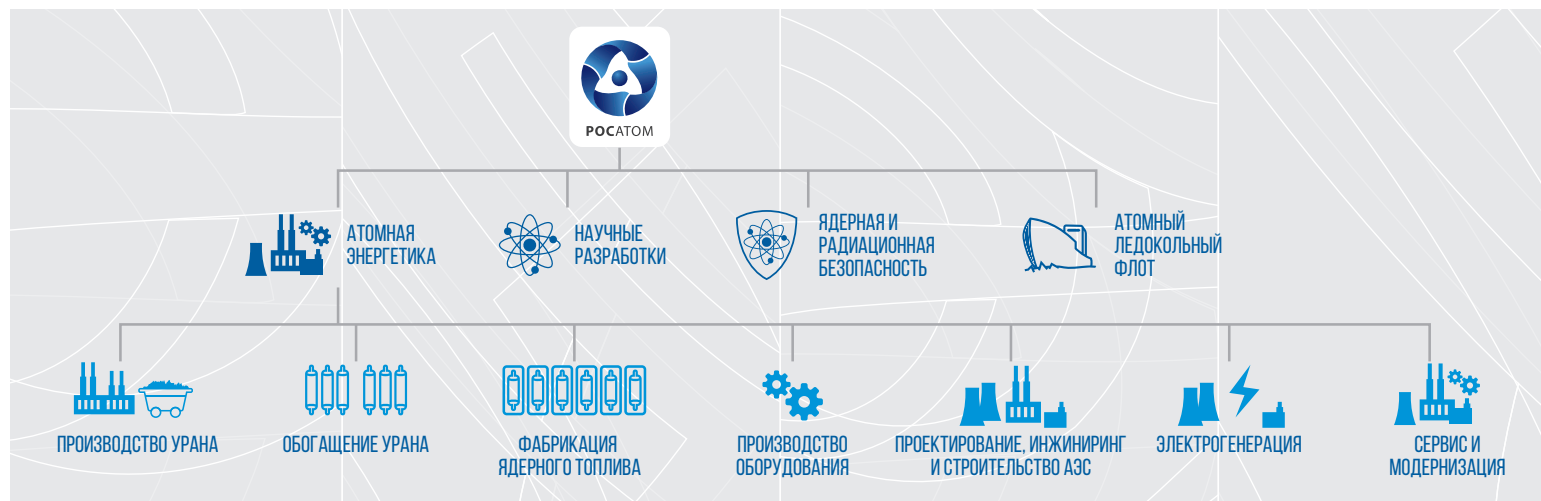 РОСАТОМ
АТОМНАЯ
ЭНЕРГЕТИКА
НАУЧНЫЕ
РАЗРАБОТКИ
ЯДЕРНАЯ И
РАДИАЦИОННАЯ
БЕЗОПАСНОСТЬ
АТОМНЫЙ
ЛЕДОКОЛЬНЫЙ
ФЛОТ
ПРОИЗВОДСТВО УРАНА
ОБОГАЩЕНИЕ УРАНА
ФАБРИКАЦИЯ
ЯДЕРНОГО ТОПЛИВА
ПРОИЗВОДСТВО
ОБОРУДОВАНИЯ
ПРОЕКТИРОВАНИЕ, ИНЖИНИРИНГ
И СТРОИТЕЛЬСТВО АЭС
ЭЛЕКТРОГЕНЕРАЦИЯ
СЕРВИС И
МОДЕРНИЗАЦИЯ